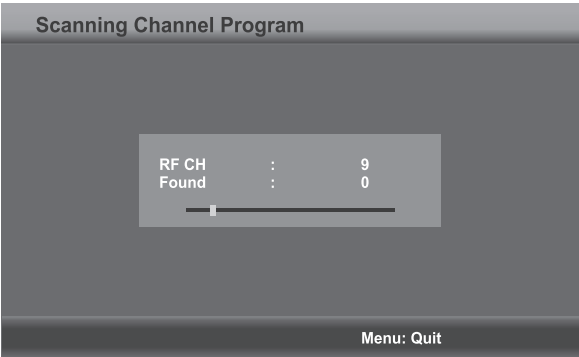 Scanning Channel Program
RF CH : 9
Found : 0
Menu: Quit